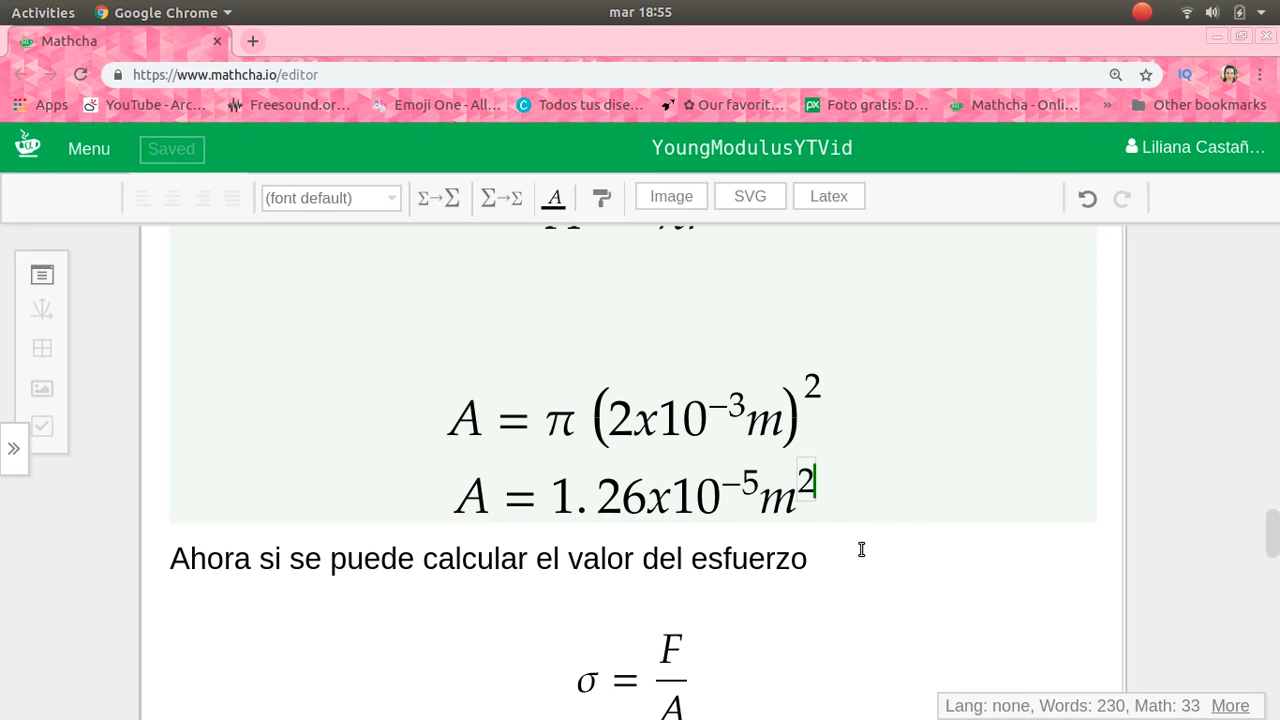 Activities Google Chrome mar 18:55
Mathcha
https://www.mathcha.io/editor IQ
Apps YouTube - Arc... Freesound.or... Emoji One - All... Todos tus dise... ✿ Our favorit... PX Foto gratis: D... Mathcha - Onli... » Other bookmarks
Menu Saved YoungModulusYTVid Liliana Castañ...
(font default) Σ→Σ Σ→Σ A Image SVG Latex
A = π (2x10⁻³m)²
A = 1.26x10⁻⁵m²
Ahora si se puede calcular el valor del esfuerzo
σ = F/A
Lang: none, Words: 230, Math: 33 More